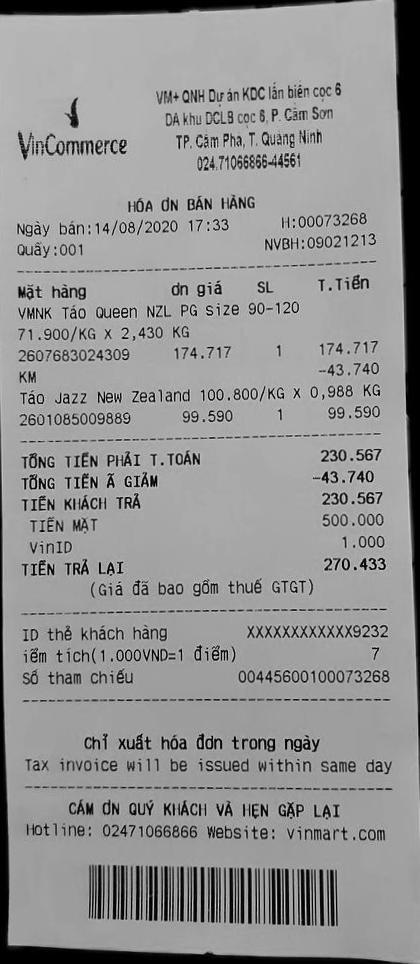 VinCommerce
VM+ QNH Dự án KDC lấn biên cọc 6
DA khu DCLB cọc 6, P. Cẩm Sơn
TP. Cẩm Phả, T. Quảng Ninh
024.71066866-44561
HÓA ƠN BÁN HÀNG
Ngày bán:14/08/2020 17:33 H:00073268
Quầy:001 NVBH:09021213
Mặt hàng ơn giá SL T.Tiền
VMNK Táo Queen NZL PG size 90-120
71.900/KG X 2,430 KG
2607683024309 174.717 1 174.717
KM -43.740
Táo Jazz New Zealand 100.800/KG X 0,988 KG
2601085009889 99.590 1 99.590
TỔNG TIỀN PHẢI T.TOÁN 230.567
TỔNG TIỀN Ã GIẢM -43.740
TIỀN KHÁCH TRẢ 230.567
TIỀN MẶT 500.000
VinID 1.000
TIỀN TRẢ LẠI 270.433
(Giá đã bao gồm thuế GTGT)
ID thẻ khách hàng XXXXXXXXXXXX9232
iểm tích(1.000VND=1 điểm) 7
Số tham chiếu 00445600100073268
Chỉ xuất hóa đơn trong ngày
Tax invoice will be issued within same day
CÁM ƠN QUÝ KHÁCH VÀ HẸN GẶP LẠI
Hotline: 02471066866 Website: vinmart.com